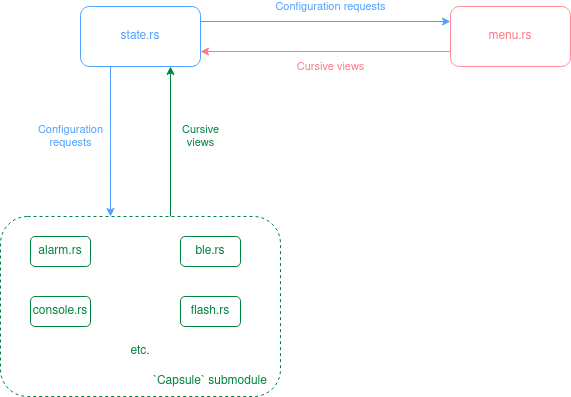 Configuration requests
state.rs
menu.rs
Cursive views
Configuration
requests
Cursive
views
alarm.rs
ble.rs
console.rs
flash.rs
etc.
`Capsule` submodule